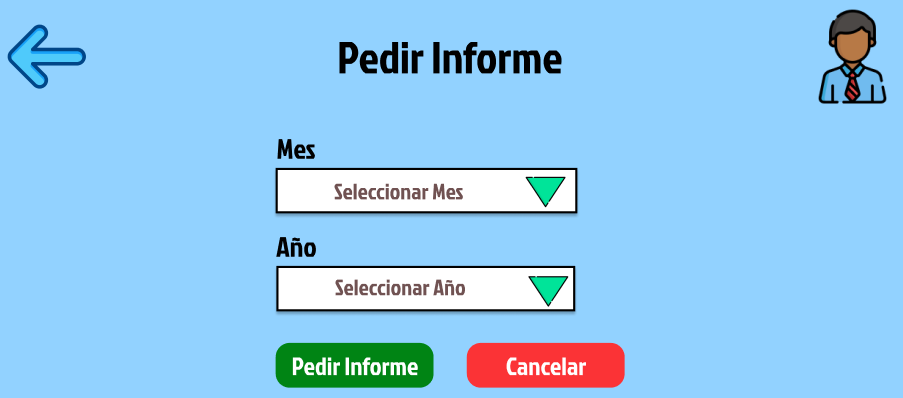 Pedir Informe
Mes
Seleccionar Mes
Año
Seleccionar Año
Pedir Informe
Cancelar